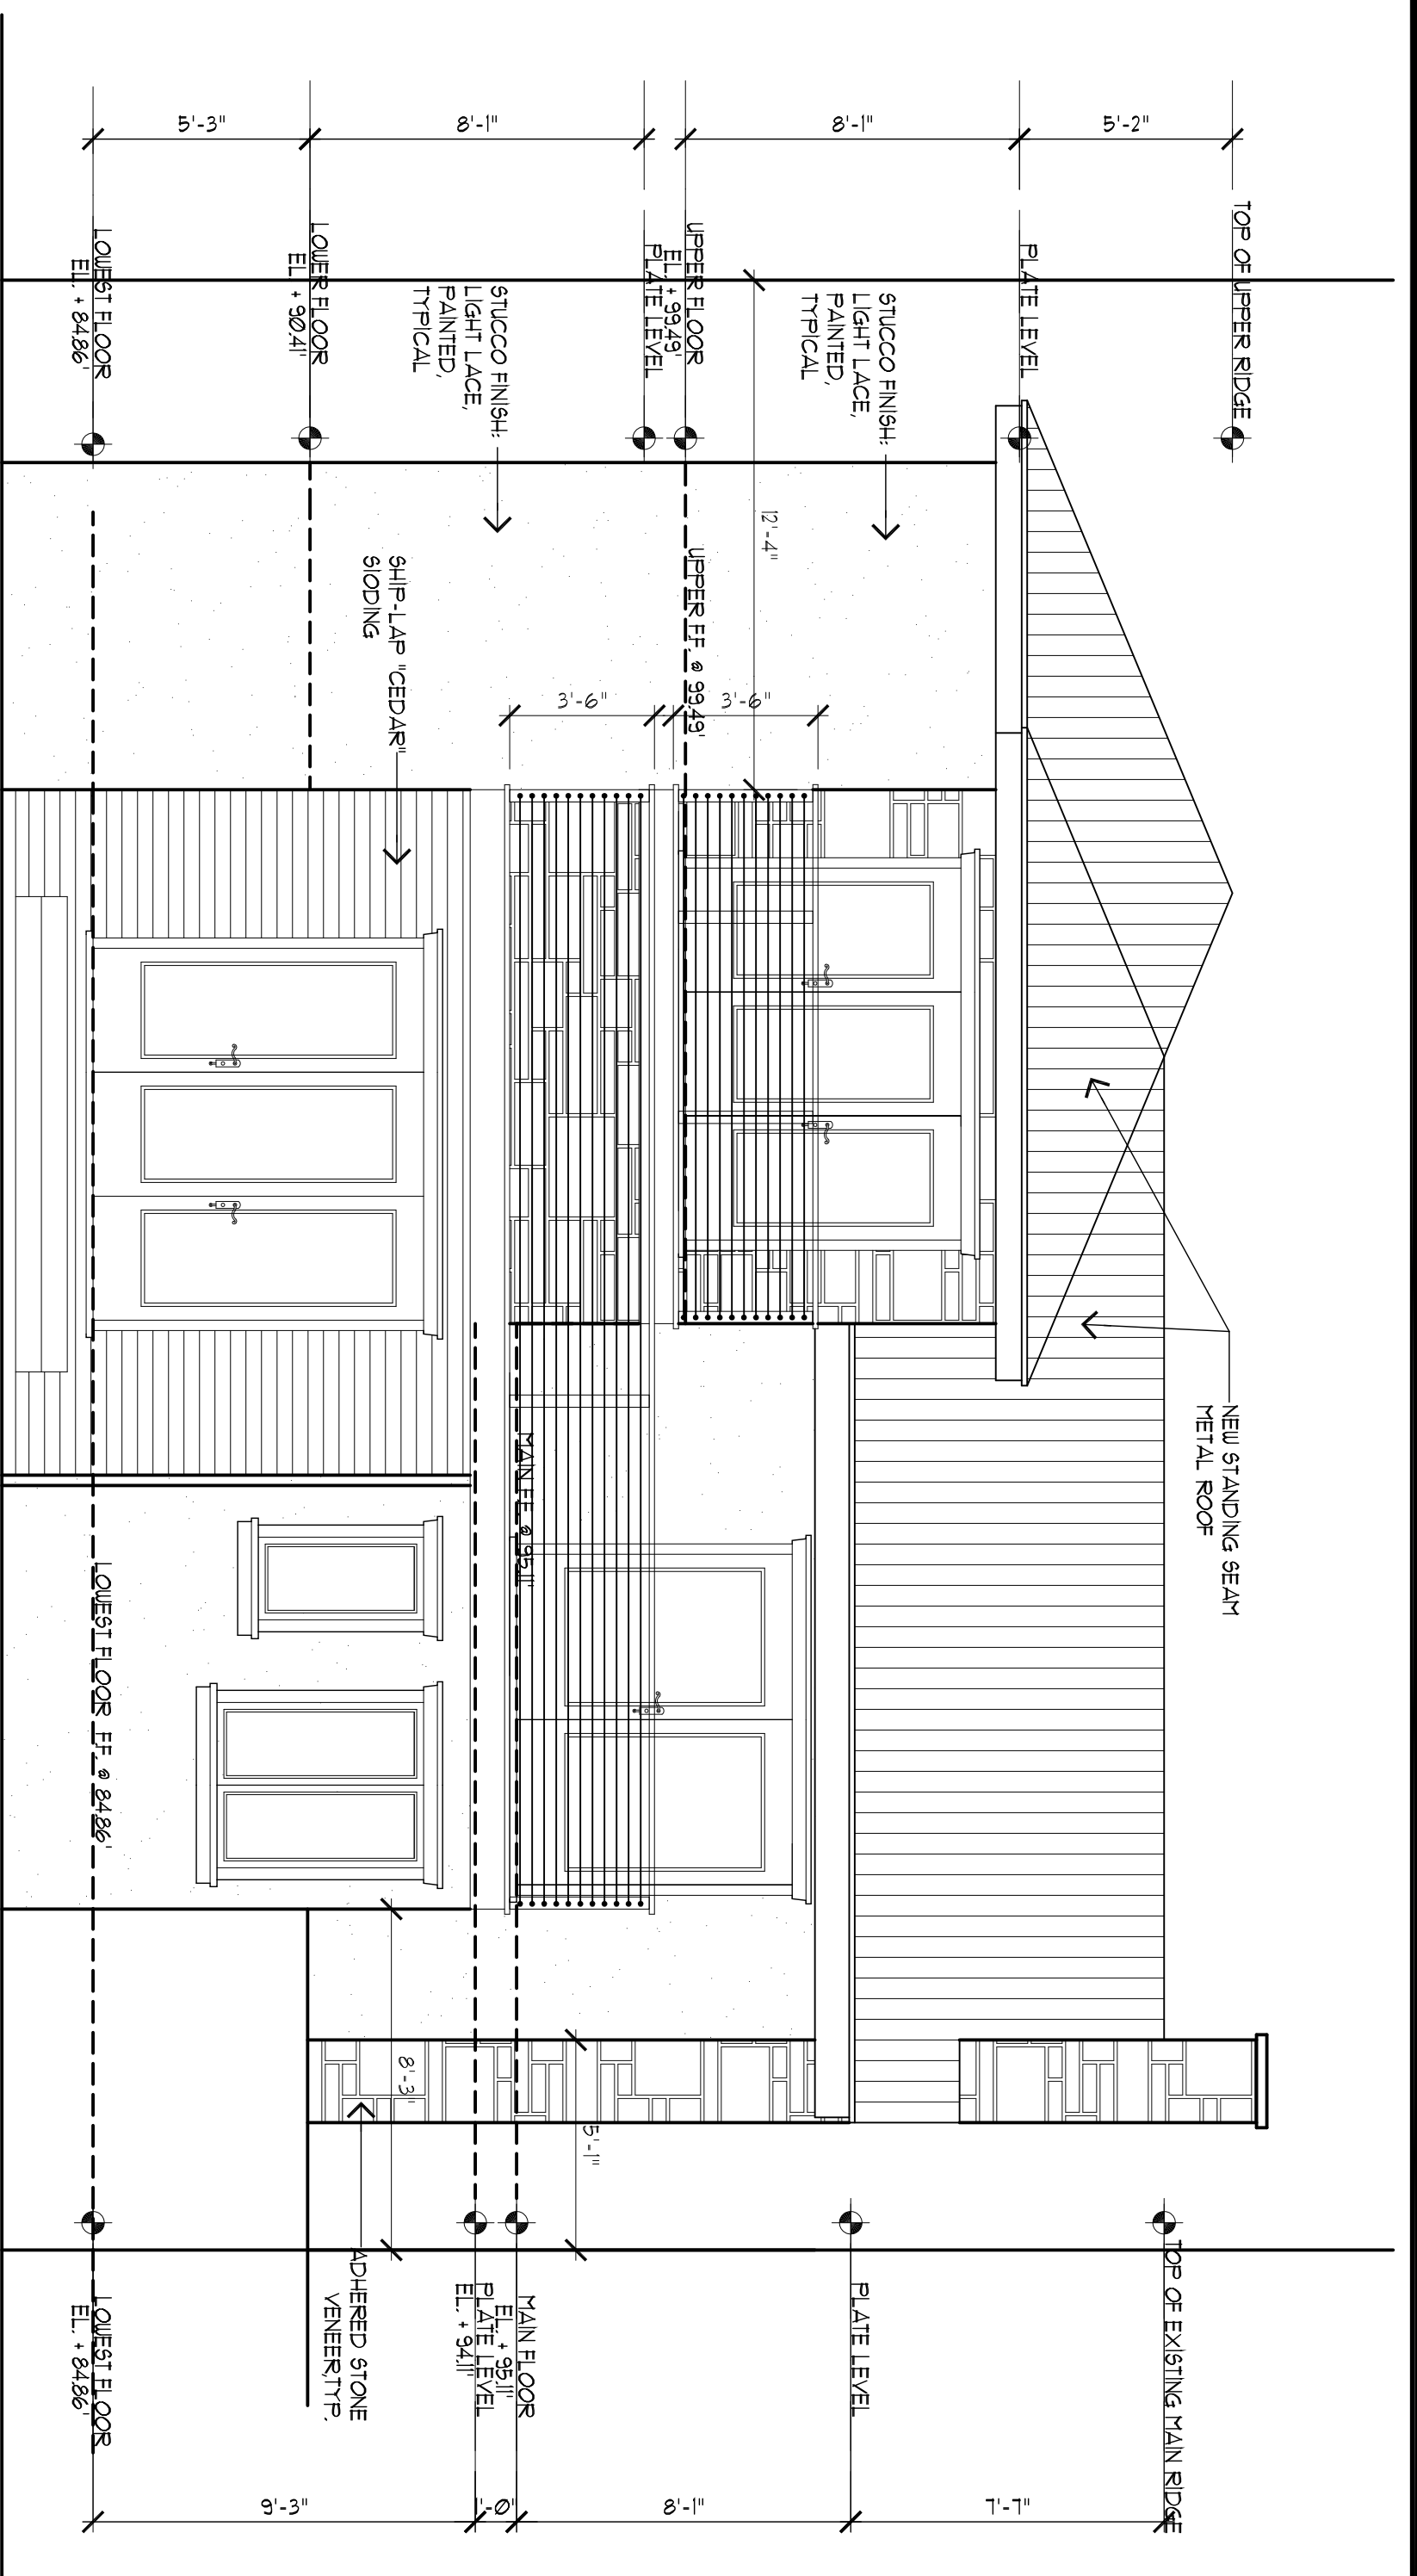 TOP OF UPPER RIDGE
5'-2"
PLATE LEVEL
8'-1"
STUCCO FINISH:
LIGHT LACE,
PAINTED,
TYPICAL
12'-4"
UPPER FLOOR
EL. + 99.49'
PLATE LEVEL
UPPER F.F. @ 99.49'
3'-6"
3'-6"
8'-1"
STUCCO FINISH:
LIGHT LACE,
PAINTED,
TYPICAL
SHIP-LAP "CEDAR"
SIODING
LOWER FLOOR
EL. + 90.41'
5'-3"
LOWEST FLOOR
EL. + 84.86'
NEW STANDING SEAM
METAL ROOF
MAIN F.F. @ 95.11'
LOWEST FLOOR F.F. @ 84.86'
8'-3"
5'-1"
TOP OF EXISTING MAIN RIDGE
7'-7"
PLATE LEVEL
8'-1"
MAIN FLOOR
EL. + 95.11'
PLATE LEVEL
EL. + 94.11'
1'-0"
ADHERED STONE
VENEER,TYP.
9'-3"
LOWEST FLOOR
EL. + 84.86'